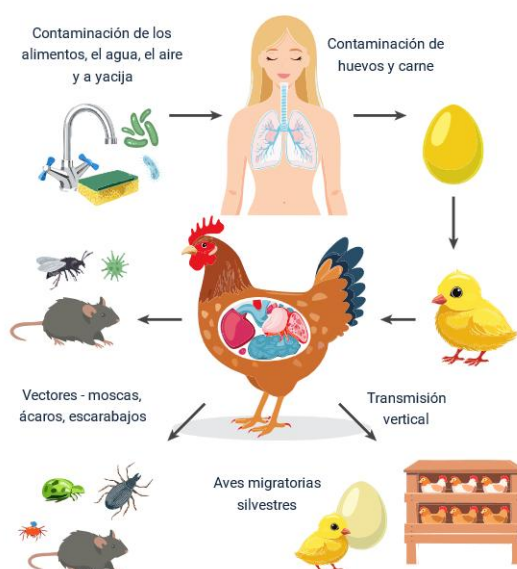 Contaminación de los
alimentos, el agua, el aire
y a yacija
Contaminación de
huevos y carne
Vectores - moscas,
ácaros, escarabajos
Transmisión
vertical
Aves migratorias
silvestres